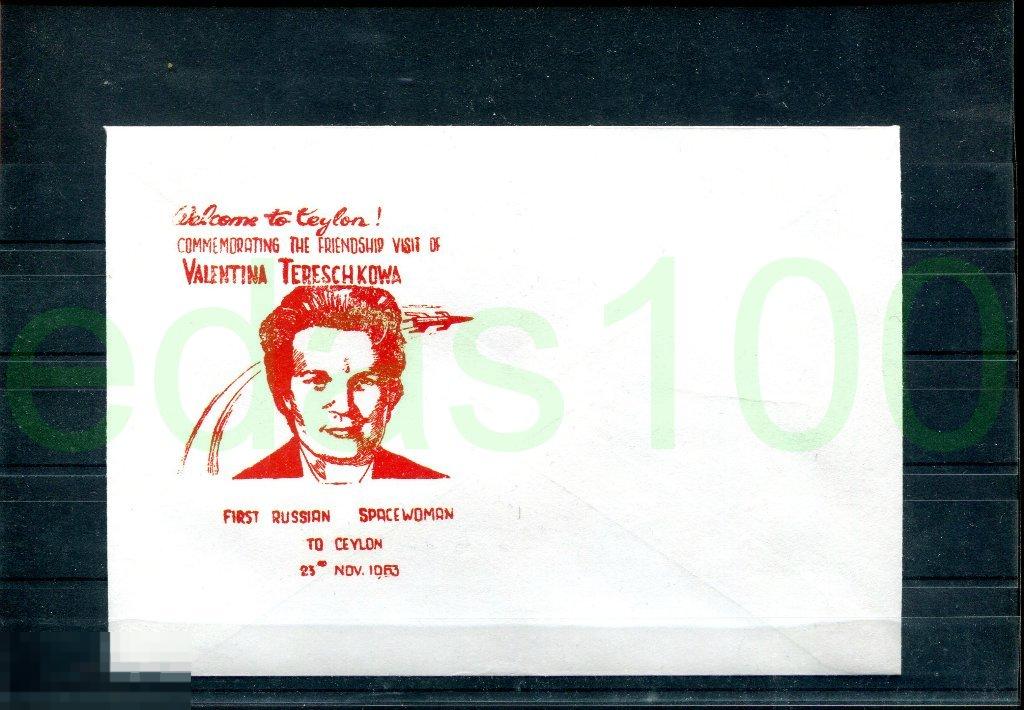 Welcome to Ceylon!
COMMEMORATING THE FRIENDSHIP VISIT OF
VALENTINA TERESCHKOWA
edas100
FIRST RUSSIAN SPACEWOMAN
TO CEYLON
23RD NOV. 1963